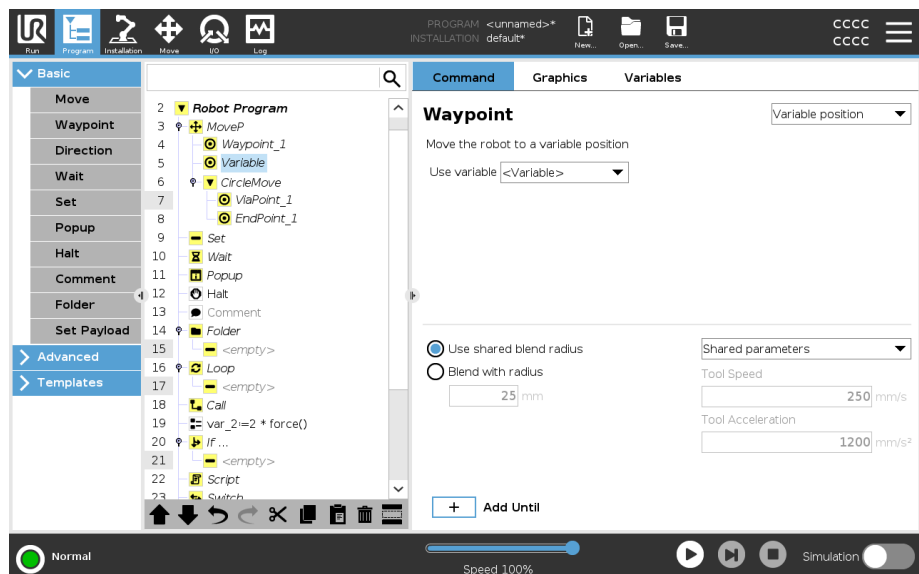 PROGRAM <unnamed>*
INSTALLATION default*
CCCC
CCCC
Run
Program
Installation
Move
I/O
Log
New...
Open...
Save...
Basic
Move
Waypoint
Direction
Wait
Set
Popup
Halt
Comment
Folder
Set Payload
Advanced
Templates
2 Robot Program
3 MoveP
4 Waypoint_1
5 Variable
6 CircleMove
7 ViaPoint_1
8 EndPoint_1
9 Set
10 Wait
11 Popup
12 Halt
13 Comment
14 Folder
15 <empty>
16 Loop
17 <empty>
18 Call
19 var_2:=2 * force()
20 If ...
21 <empty>
22 Script
23 Switch
Command Graphics Variables
Waypoint
Variable position
Move the robot to a variable position
Use variable <Variable>
Use shared blend radius
Blend with radius
25 mm
Shared parameters
Tool Speed
250 mm/s
Tool Acceleration
1200 mm/s²
+ Add Until
Normal
Speed 100%
Simulation